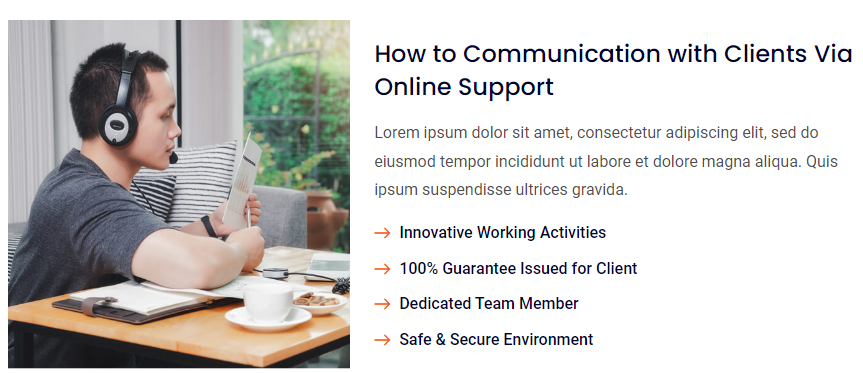 How to Communication with Clients Via
Online Support
Lorem ipsum dolor sit amet, consectetur adipiscing elit, sed do
eiusmod tempor incididunt ut labore et dolore magna aliqua. Quis
ipsum suspendisse ultrices gravida.
Innovative Working Activities
100% Guarantee Issued for Client
Dedicated Team Member
Safe & Secure Environment